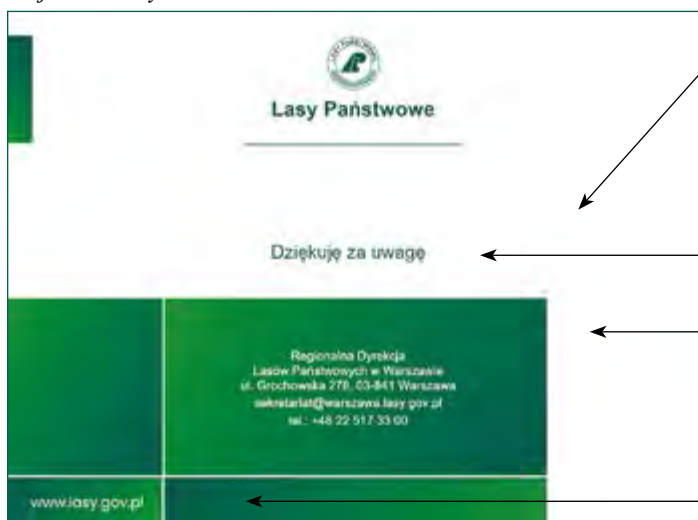 Lasy Państwowe
Dziękuję za uwagę
Regionalna Dyrekcja
Lasów Państwowych w Warszawie
ul. Grochowska 278, 03-841 Warszawa
sekretariat@warszawa.lasy.gov.pl
tel.: +48 22 517 33 00
www.lasy.gov.pl